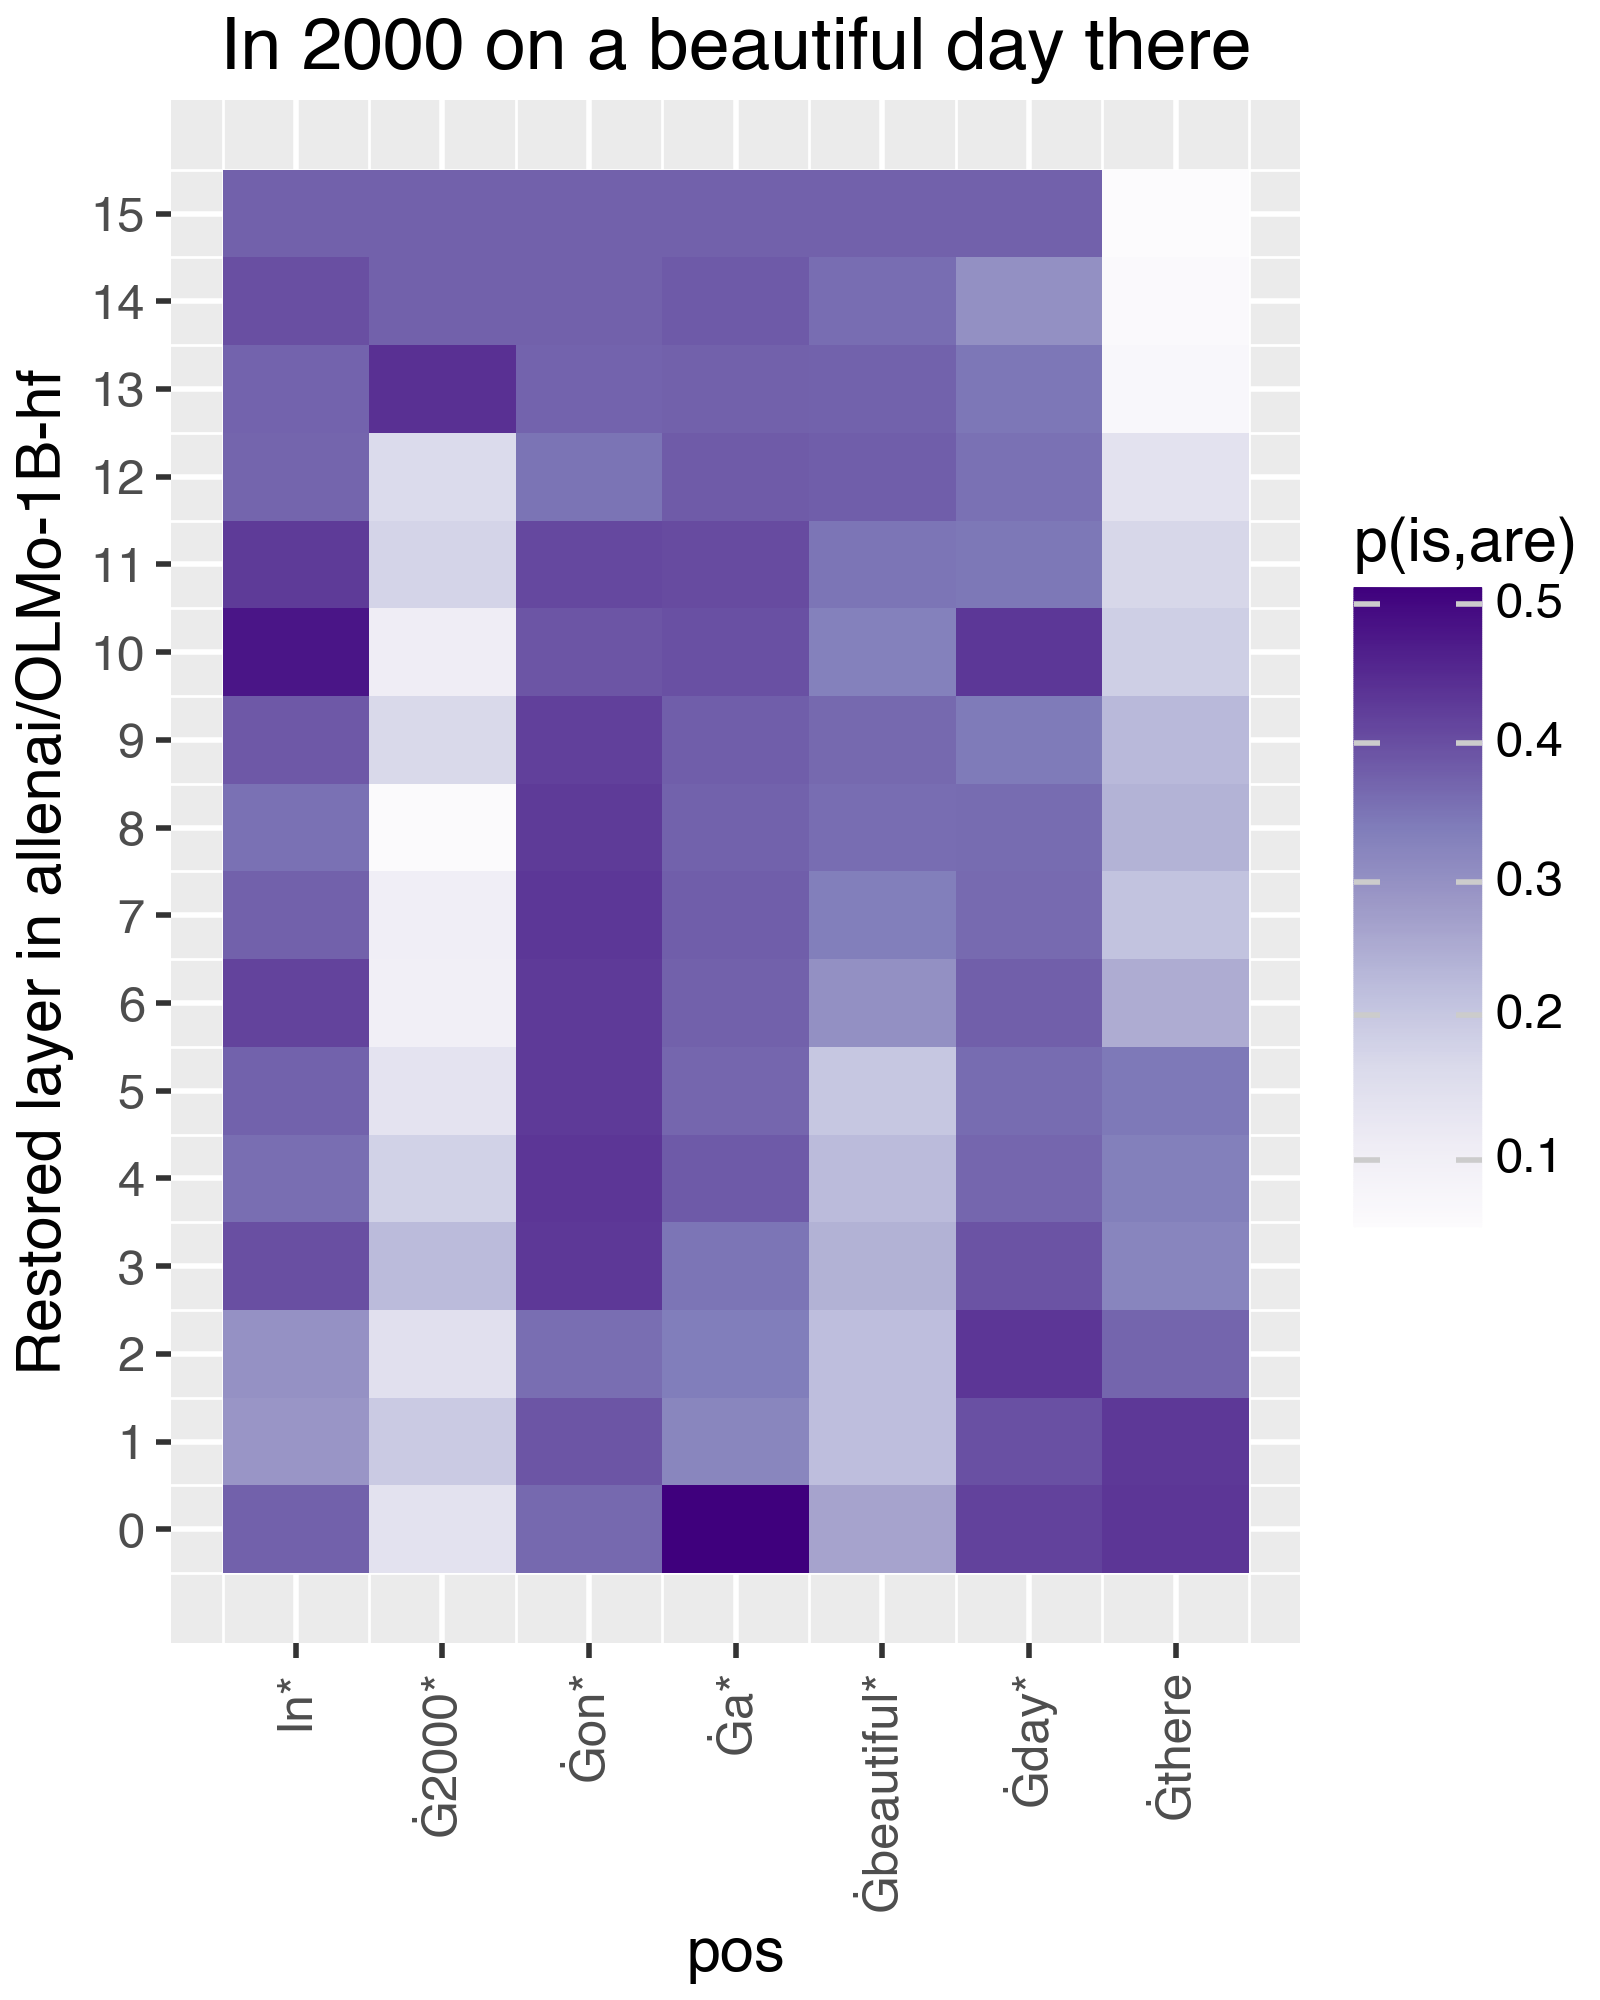 In 2000 on a beautiful day there
Restored layer in allenai/OLMo-1B-hf
15
14
13
12
11
10
9
8
7
6
5
4
3
2
1
0
In*
Ġ2000*
Ġon*
Ġa*
Ġbeautiful*
Ġday*
Ġthere
pos
p(is,are)
0.5
0.4
0.3
0.2
0.1